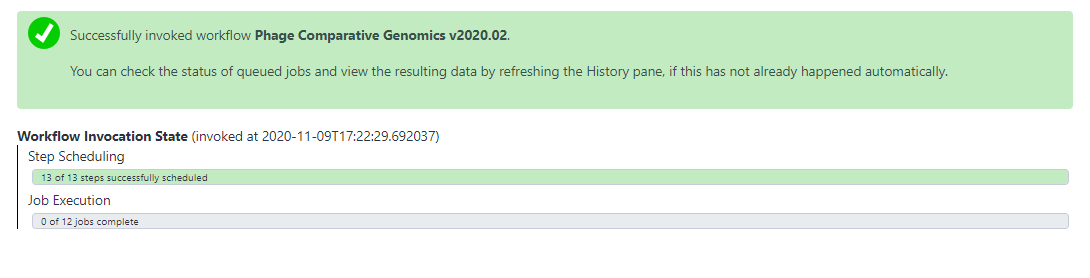 Successfully invoked workflow Phage Comparative Genomics v2020.02.
You can check the status of queued jobs and view the resulting data by refreshing the History pane, if this has not already happened automatically.
Workflow Invocation State (invoked at 2020-11-09T17:22:29.692037)
Step Scheduling
13 of 13 steps successfully scheduled
Job Execution
0 of 12 jobs complete